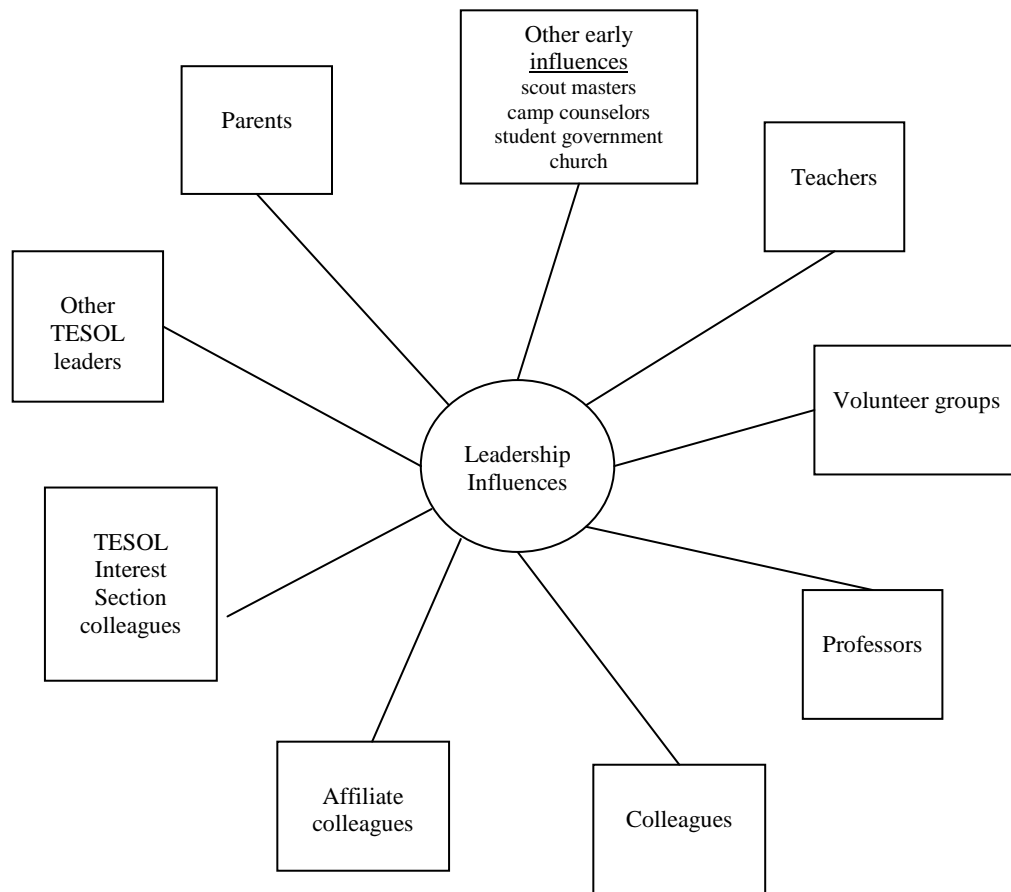 Other early
influences
scout masters
camp counselors
student government
church
Parents
Teachers
Other
TESOL
leaders
Volunteer groups
Leadership
Influences
TESOL
Interest
Section
colleagues
Professors
Affiliate
colleagues
Colleagues